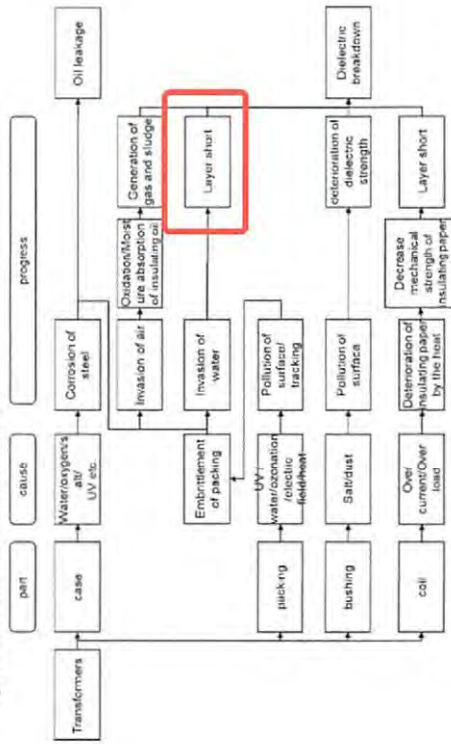 part
cause
progress
Transformers
case
Water/oxygen/s
alt/
UV etc.
Corrosion of
steel
Oil leakage
Invasion of air
Oxidation/Moist
ure absorption
of insulating oil
Generation of
gas and sludge
Embrittlement
of packing
Invasion of
water
Layer short
packing
UV /
water/ozonation
/electric
field/heat
Pollution of
surface/
tracking
bushing
Salt/dust
Pollution of
surface
deterioration of
dielectric
strength
Dielectric
breakdown
coil
Over
current/Over
load
Deterioration of
insulating paper
by the heat
Decrease
mechanical
strength of
insulating paper
Layer short